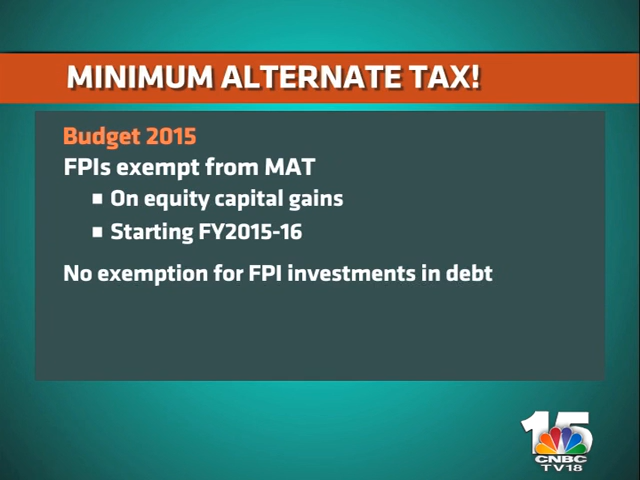 MINIMUM ALTERNATE TAX!
Budget 2015
FPIs exempt from MAT
▪ On equity capital gains
▪ Starting FY2015-16
No exemption for FPI investments in debt
15
CNBC
TV18